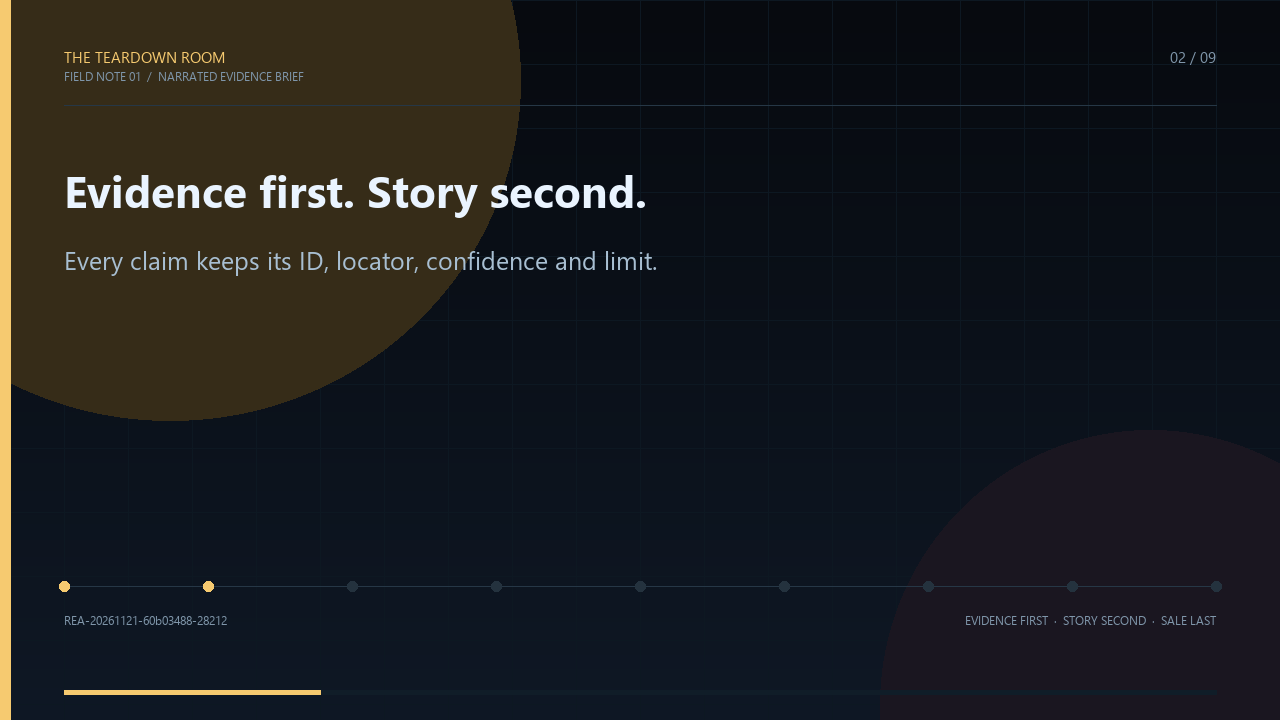 THE TEARDOWN ROOM
02 / 09
FIELD NOTE 01 / NARRATED EVIDENCE BRIEF
Evidence first. Story second.
Every claim keeps its ID, locator, confidence and limit.
REA-20261121-60b03488-28212
EVIDENCE FIRST · STORY SECOND · SALE LAST